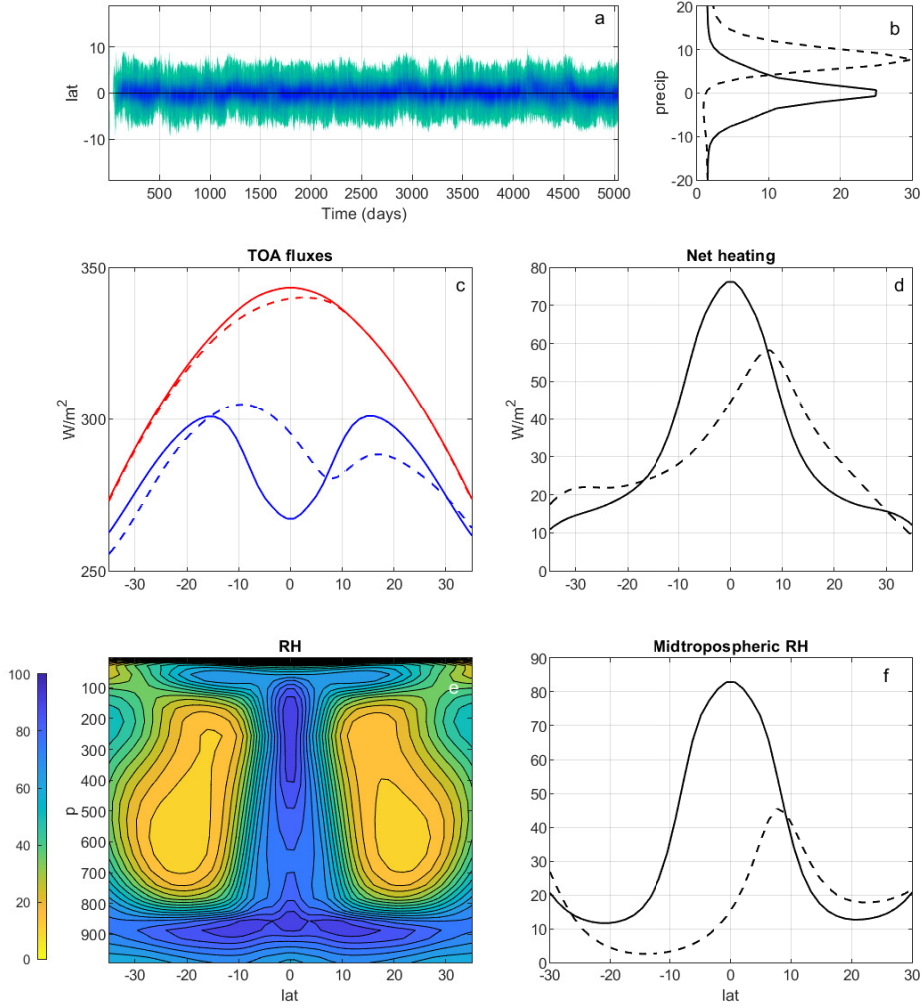 a
lat
10
0
-10
500 1000 1500 2000 2500 3000 3500 4000 4500 5000
Time (days)
b
precip
20
10
0
-10
-20
0 10 20 30
TOA fluxes
c
W/m2
350
300
250
-30 -20 -10 0 10 20 30
Net heating
d
W/m2
80
70
60
50
40
30
20
10
0
-30 -20 -10 0 10 20 30
RH
e
100
80
60
40
20
0
p
100
200
300
400
500
600
700
800
900
-30 -20 -10 0 10 20 30
lat
Midtropospheric RH
f
90
80
70
60
50
40
30
20
10
0
-30 -20 -10 0 10 20 30
lat